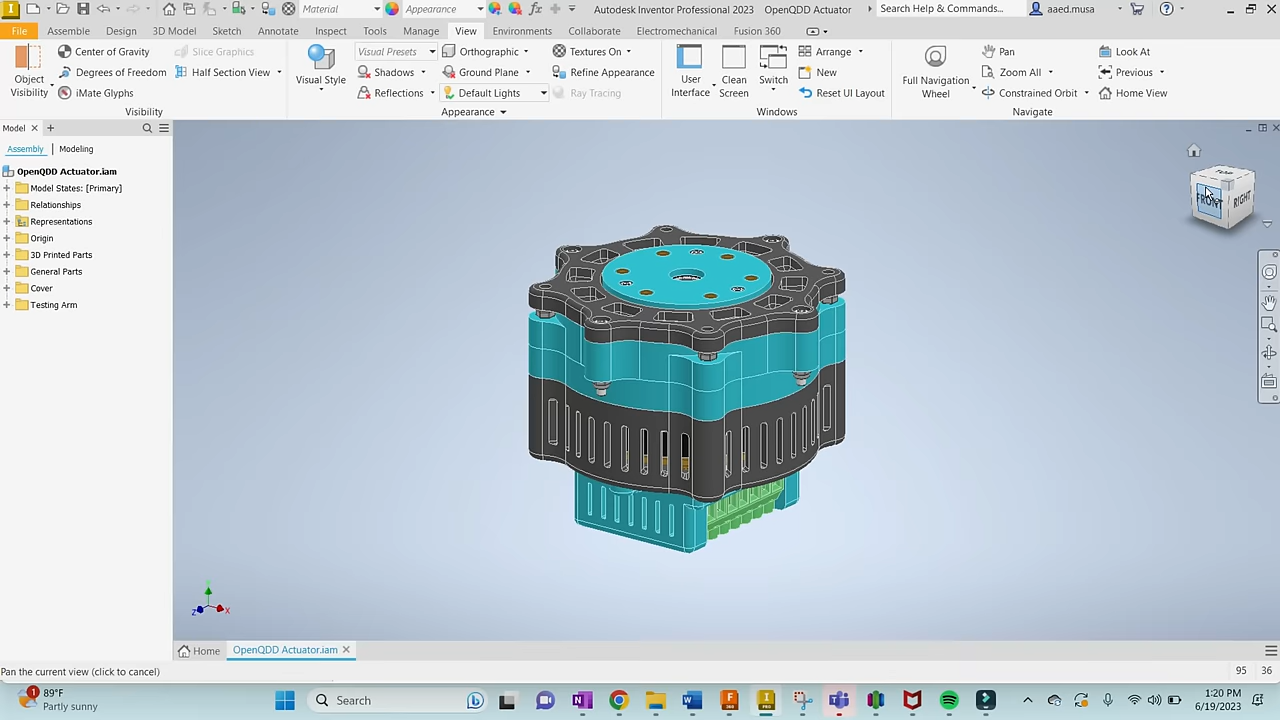 Material
Appearance
Autodesk Inventor Professional 2023 OpenQDD Actuator
Search Help & Commands...
aaed.musa
File Assembly Design 3D Model Sketch Annotate Inspect Tools Manage View Environments Collaborate Electromechanical Fusion 360
Object Visibility
Center of Gravity
Degrees of Freedom
iMate Glyphs
Slice Graphics
Half Section View
Visibility
Visual Style
Visual Presets
Shadows
Reflections
Orthographic
Ground Plane
Default Lights
Textures On
Refine Appearance
Ray Tracing
Appearance
User Interface
Clean Screen
Switch
Arrange
New
Reset UI Layout
Windows
Full Navigation Wheel
Pan
Zoom All
Constrained Orbit
Look At
Previous
Home View
Navigate
Model
Assembly Modeling
OpenQDD Actuator.iam
Model States: [Primary]
Relationships
Representations
Origin
3D Printed Parts
General Parts
Cover
Testing Arm
TOP
FRONT
RIGHT
Z
X
Home
OpenQDD Actuator.iam
Pan the current view (click to cancel)
95 36
1
89°F
Partly sunny
Search
1:20 PM
6/19/2023